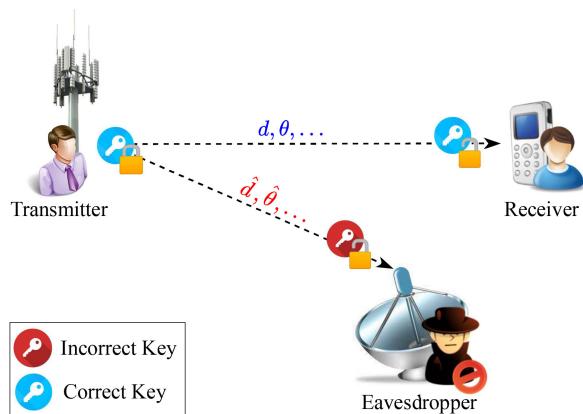 d, θ, . . .
Transmitter
Receiver
d̂, θ̂, . . .
Incorrect Key
Correct Key
Eavesdropper